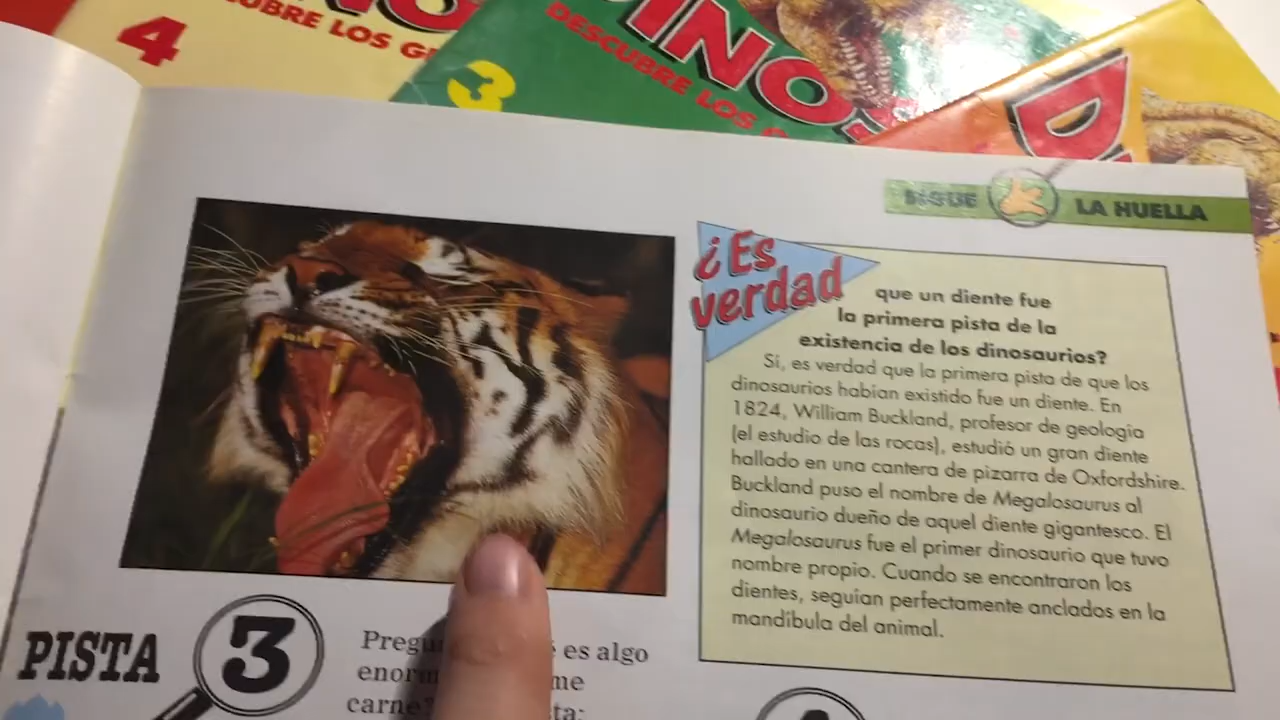 4
DESCUBRE LOS
3
DINOS
DESCUBRE LOS
SIGUE LA HUELLA
¿Es
verdad
que un diente fue
la primera pista de la
existencia de los dinosaurios?
Sí, es verdad que la primera pista de que los
dinosaurios habían existido fue un diente. En
1824, William Buckland, profesor de geología
(el estudio de las rocas), estudió un gran diente
hallado en una cantera de pizarra de Oxfordshire.
Buckland puso el nombre de Megalosaurus al
dinosaurio dueño de aquel diente gigantesco. El
Megalosaurus fue el primer dinosaurio que tuvo
nombre propio. Cuando se encontraron los
dientes, seguían perfectamente anclados en la
mandíbula del animal.
PISTA 3
es algo
carne?